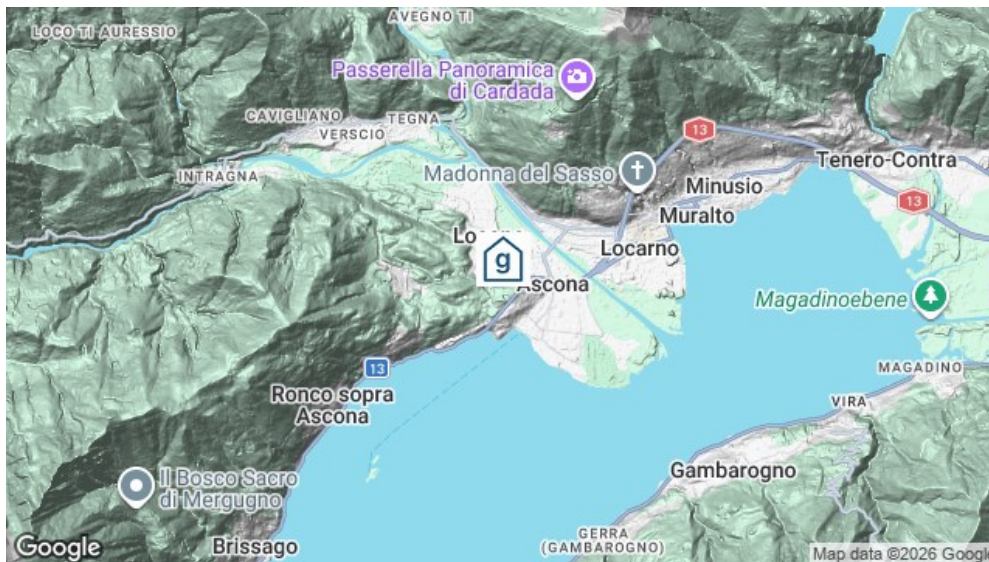 AVEGNO TI
LOCO TI AURESSIO
Passerella Panoramica
di Cardada
CAVIGLIANO
TEGNA
VERSCIO
13
Madonna del Sasso
Tenero-Contra
INTRAGNA
Minusio
13
Muralto
Locarno
g
Ascona
Magadinoebene
13
MAGADINO
Ronco sopra
Ascona
VIRA
Gambarogno
Il Bosco Sacro
di Mergugno
GERRA
(GAMBAROGNO)
Brissago
Google
Map data ©2026 Google